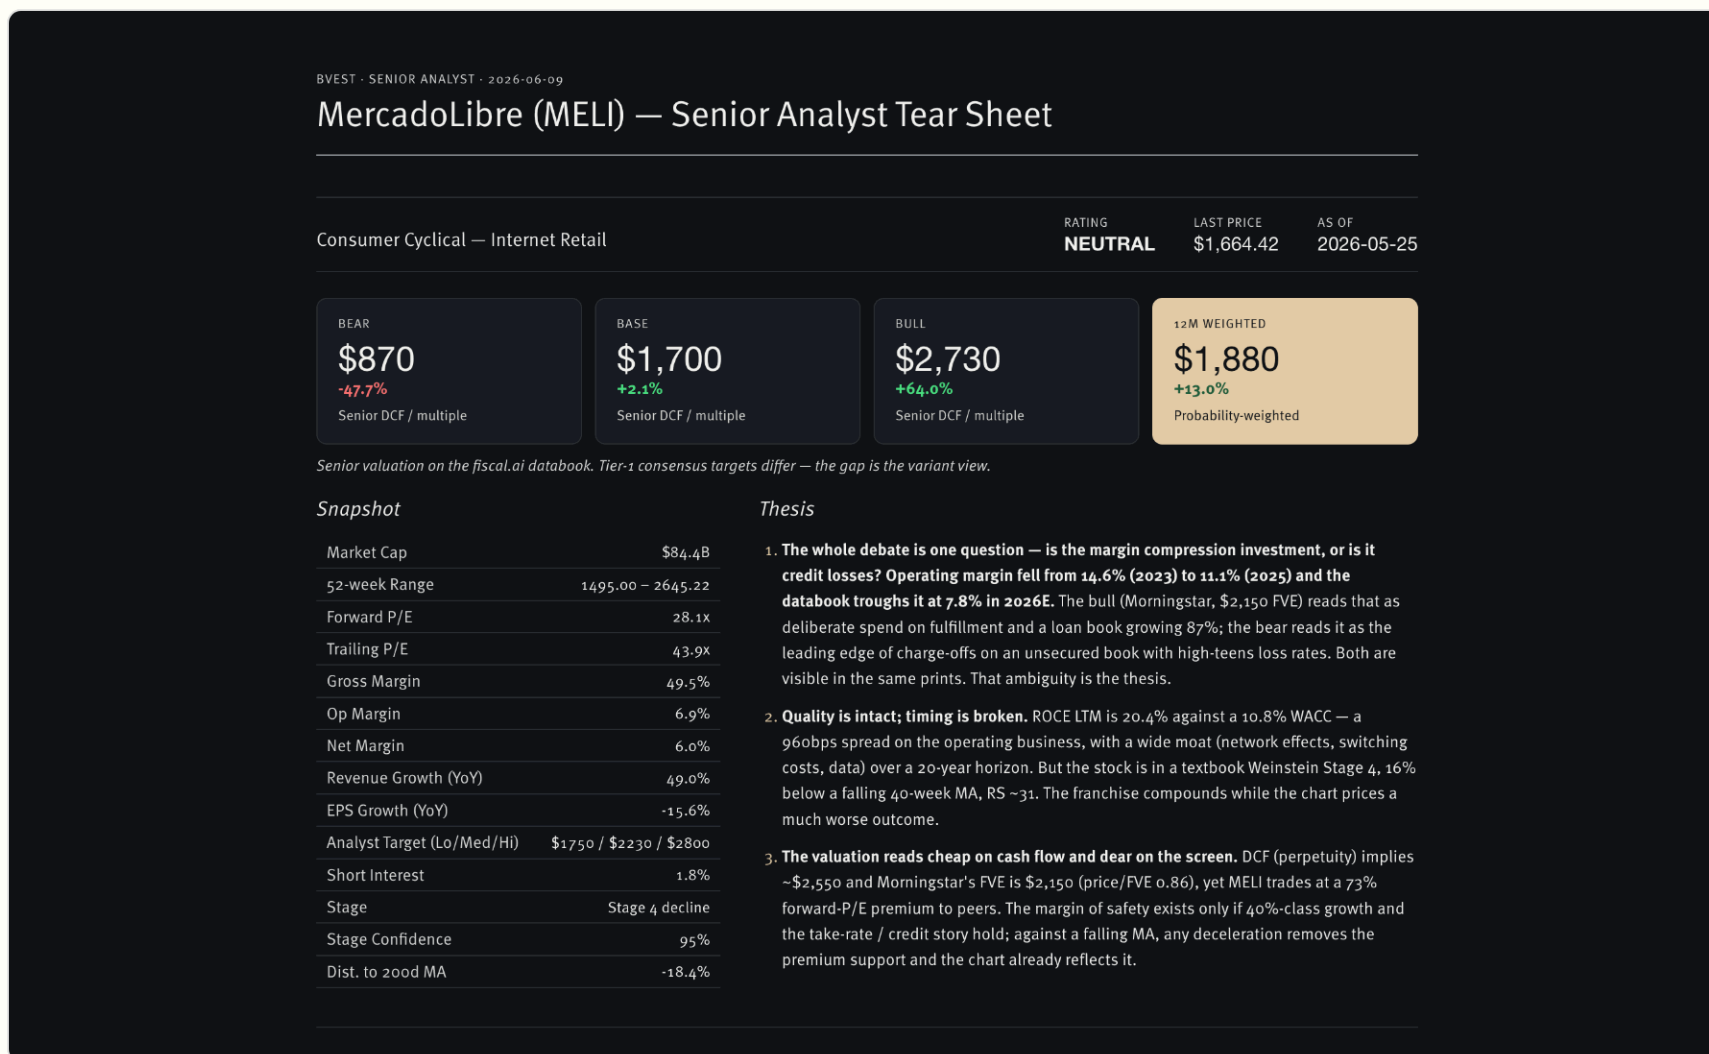 BVEST · SENIOR ANALYST · 2026-06-09
MercadoLibre (MELI) — Senior Analyst Tear Sheet
Consumer Cyclical — Internet Retail
RATING
NEUTRAL
LAST PRICE
$1,664.42
AS OF
2026-05-25
BEAR
$870
-47.7%
Senior DCF / multiple
BASE
$1,700
+2.1%
Senior DCF / multiple
BULL
$2,730
+64.0%
Senior DCF / multiple
12M WEIGHTED
$1,880
+13.0%
Probability-weighted
Senior valuation on the fiscal.ai databook. Tier-1 consensus targets differ — the gap is the variant view.
Snapshot
Market Cap $84.4B
52-week Range 1495.00 – 2645.22
Forward P/E 28.1x
Trailing P/E 43.9x
Gross Margin 49.5%
Op Margin 6.9%
Net Margin 6.0%
Revenue Growth (YoY) 49.0%
EPS Growth (YoY) -15.6%
Analyst Target (Lo/Med/Hi) $1750 / $2230 / $2800
Short Interest 1.8%
Stage Stage 4 decline
Stage Confidence 95%
Dist. to 200d MA -18.4%
Thesis
1. The whole debate is one question — is the margin compression investment, or is it
credit losses? Operating margin fell from 14.6% (2023) to 11.1% (2025) and the
databook troughs it at 7.8% in 2026E. The bull (Morningstar, $2,150 FVE) reads that as
deliberate spend on fulfillment and a loan book growing 87%; the bear reads it as the
leading edge of charge-offs on an unsecured book with high-teens loss rates. Both are
visible in the same prints. That ambiguity is the thesis.
2. Quality is intact; timing is broken. ROCE LTM is 20.4% against a 10.8% WACC — a
960bps spread on the operating business, with a wide moat (network effects, switching
costs, data) over a 20-year horizon. But the stock is in a textbook Weinstein Stage 4, 16%
below a falling 40-week MA, RS ~31. The franchise compounds while the chart prices a
much worse outcome.
3. The valuation reads cheap on cash flow and dear on the screen. DCF (perpetuity) implies
~$2,550 and Morningstar's FVE is $2,150 (price/FVE 0.86), yet MELI trades at a 73%
forward-P/E premium to peers. The margin of safety exists only if 40%-class growth and
the take-rate / credit story hold; against a falling MA, any deceleration removes the
premium support and the chart already reflects it.